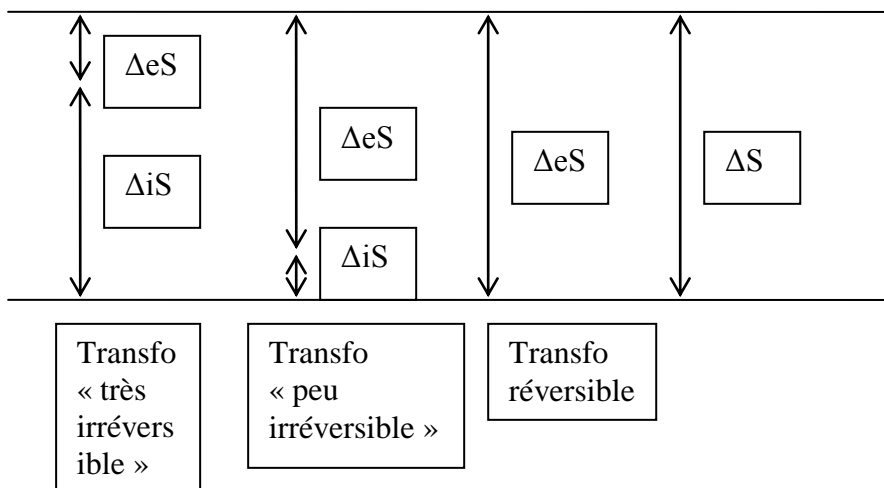 ΔeS
ΔiS
ΔeS
ΔiS
ΔeS
ΔS
Transfo
« très
irrévers
ible »
Transfo
« peu
irréversible »
Transfo
réversible